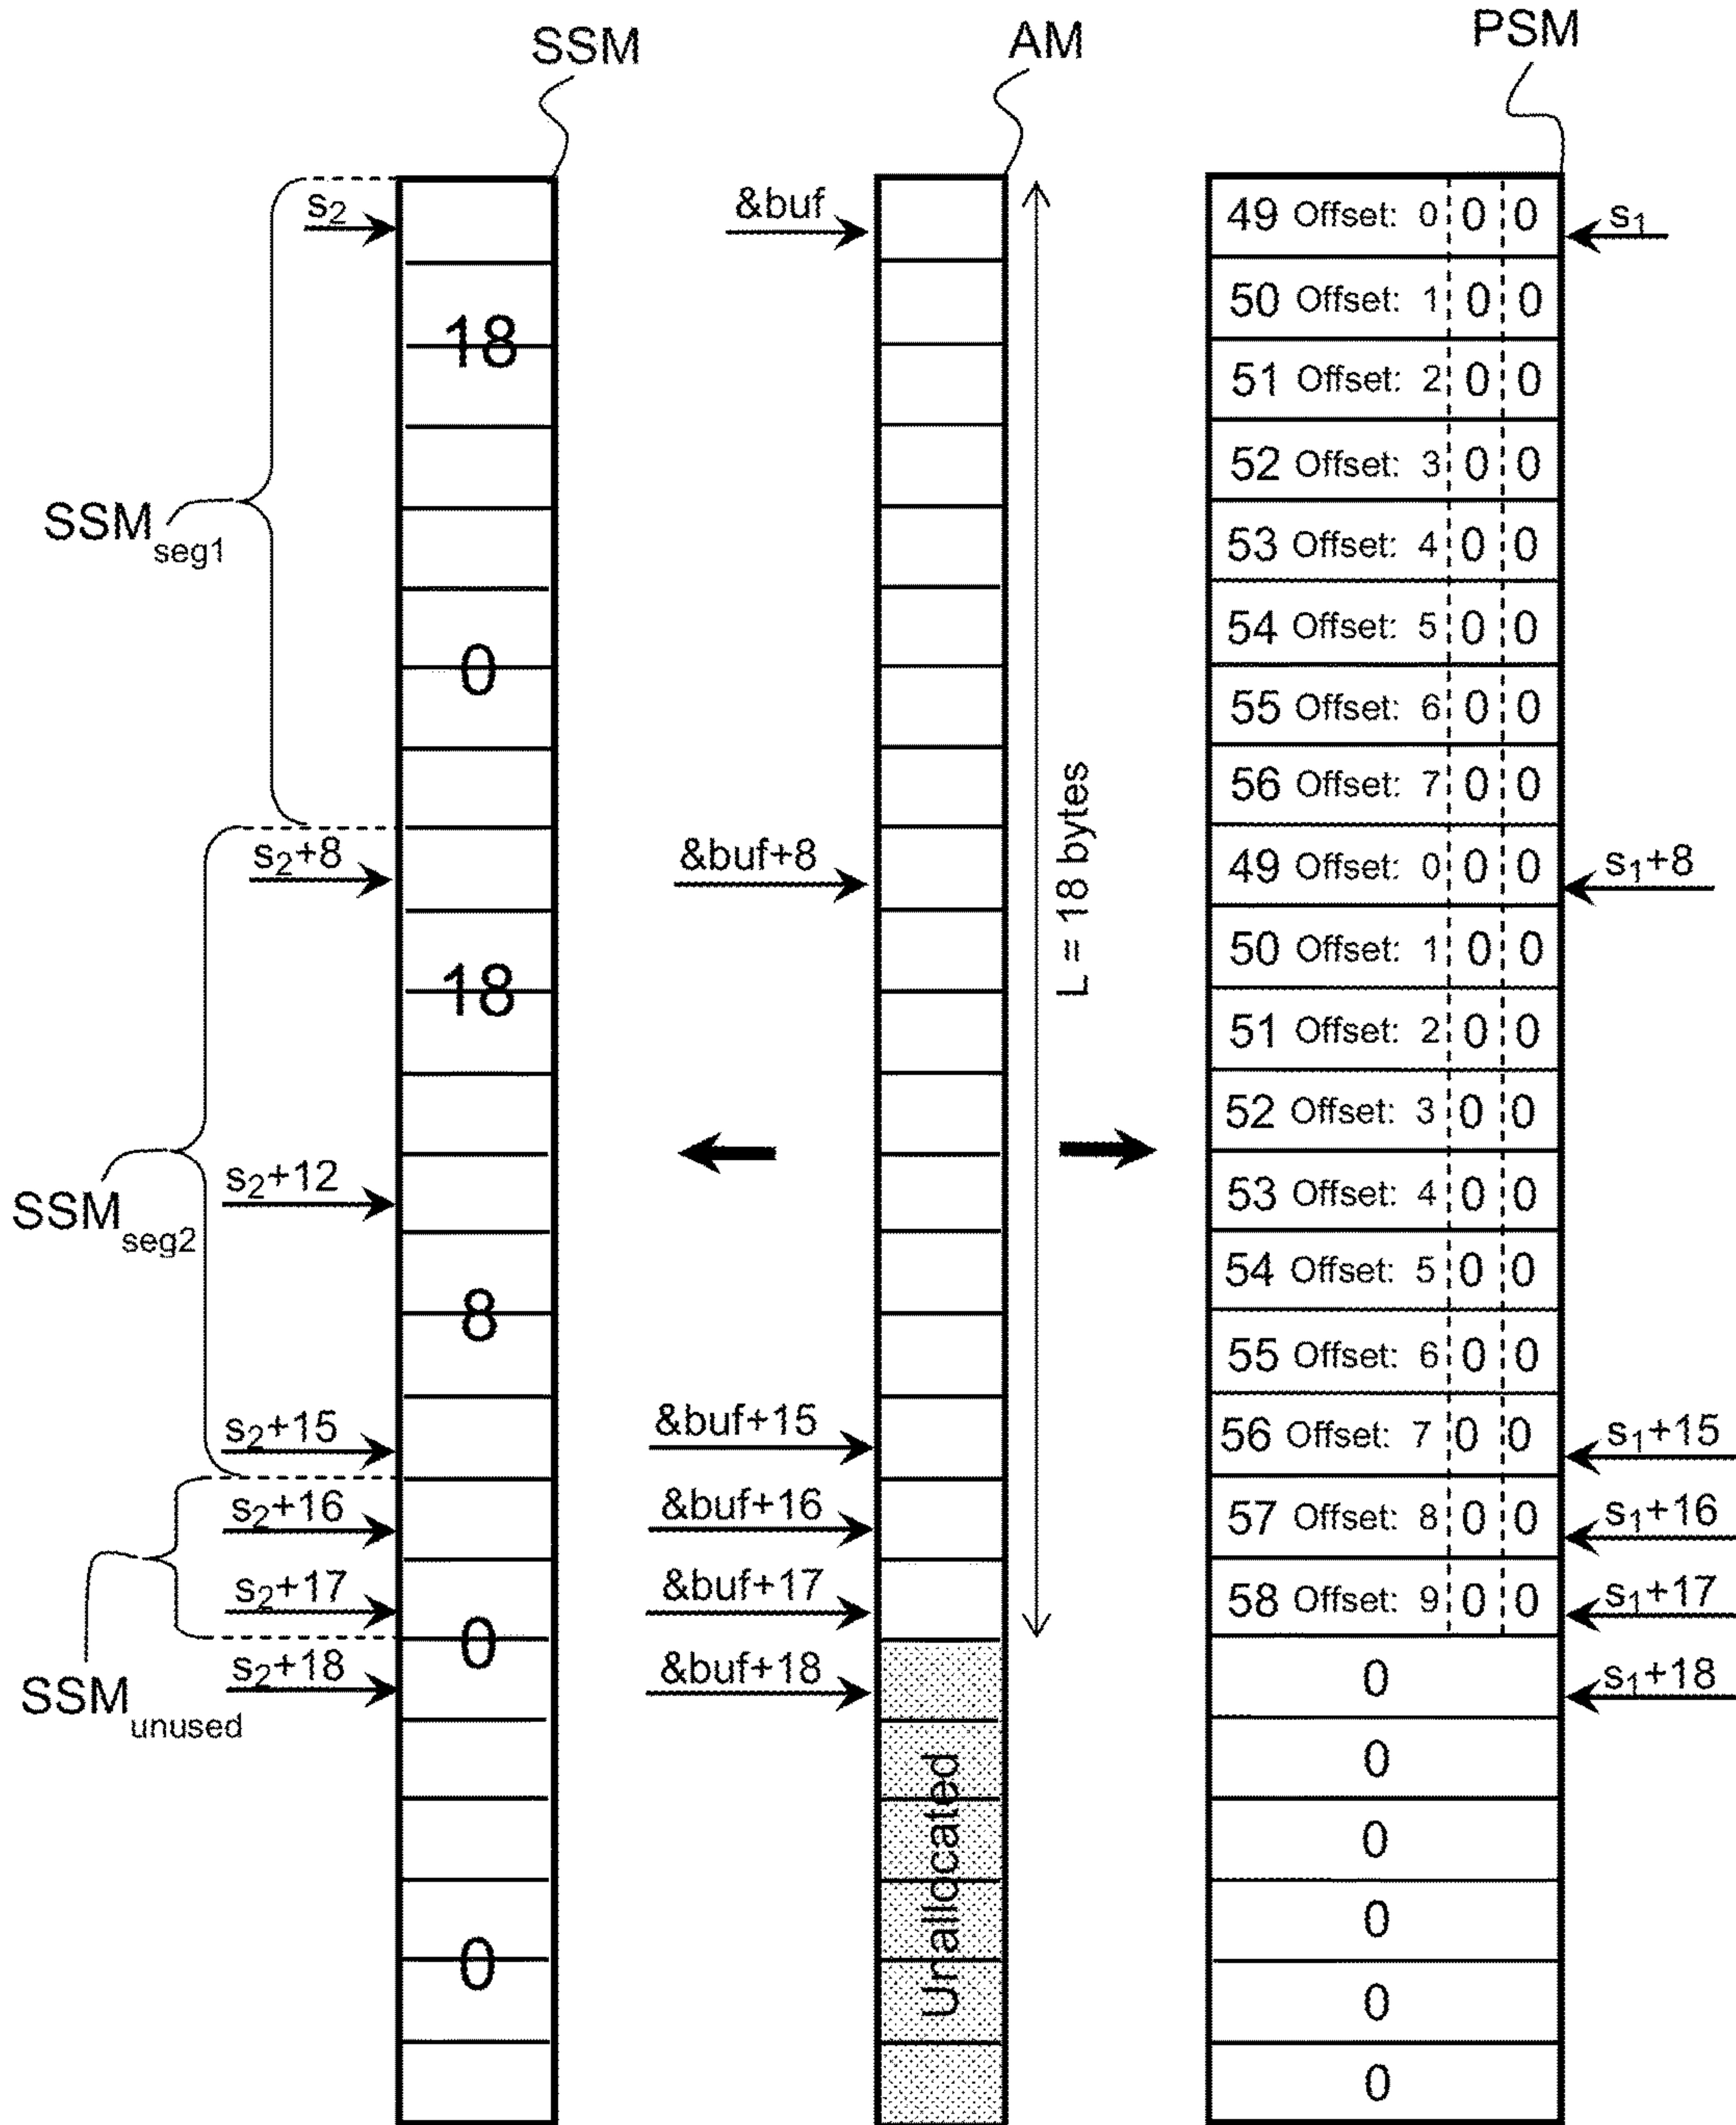 SSM
AM
PSM
s2
&buf
49 Offset: 0 0 0
s1
50 Offset: 1 0 0
18
51 Offset: 2 0 0
52 Offset: 3 0 0
SSM seg1
53 Offset: 4 0 0
54 Offset: 5 0 0
0
55 Offset: 6 0 0
56 Offset: 7 0 0
L = 18 bytes
s2+8
&buf+8
49 Offset: 0 0 0
s1+8
50 Offset: 1 0 0
18
51 Offset: 2 0 0
52 Offset: 3 0 0
s2+12
53 Offset: 4 0 0
SSM seg2
54 Offset: 5 0 0
8
55 Offset: 6 0 0
s2+15
&buf+15
56 Offset: 7 0 0
s1+15
s2+16
&buf+16
57 Offset: 8 0 0
s1+16
s2+17
&buf+17
58 Offset: 9 0 0
s1+17
0
s2+18
&buf+18
0
s1+18
SSM unused
0
0
Unallocated
0
0
0
0